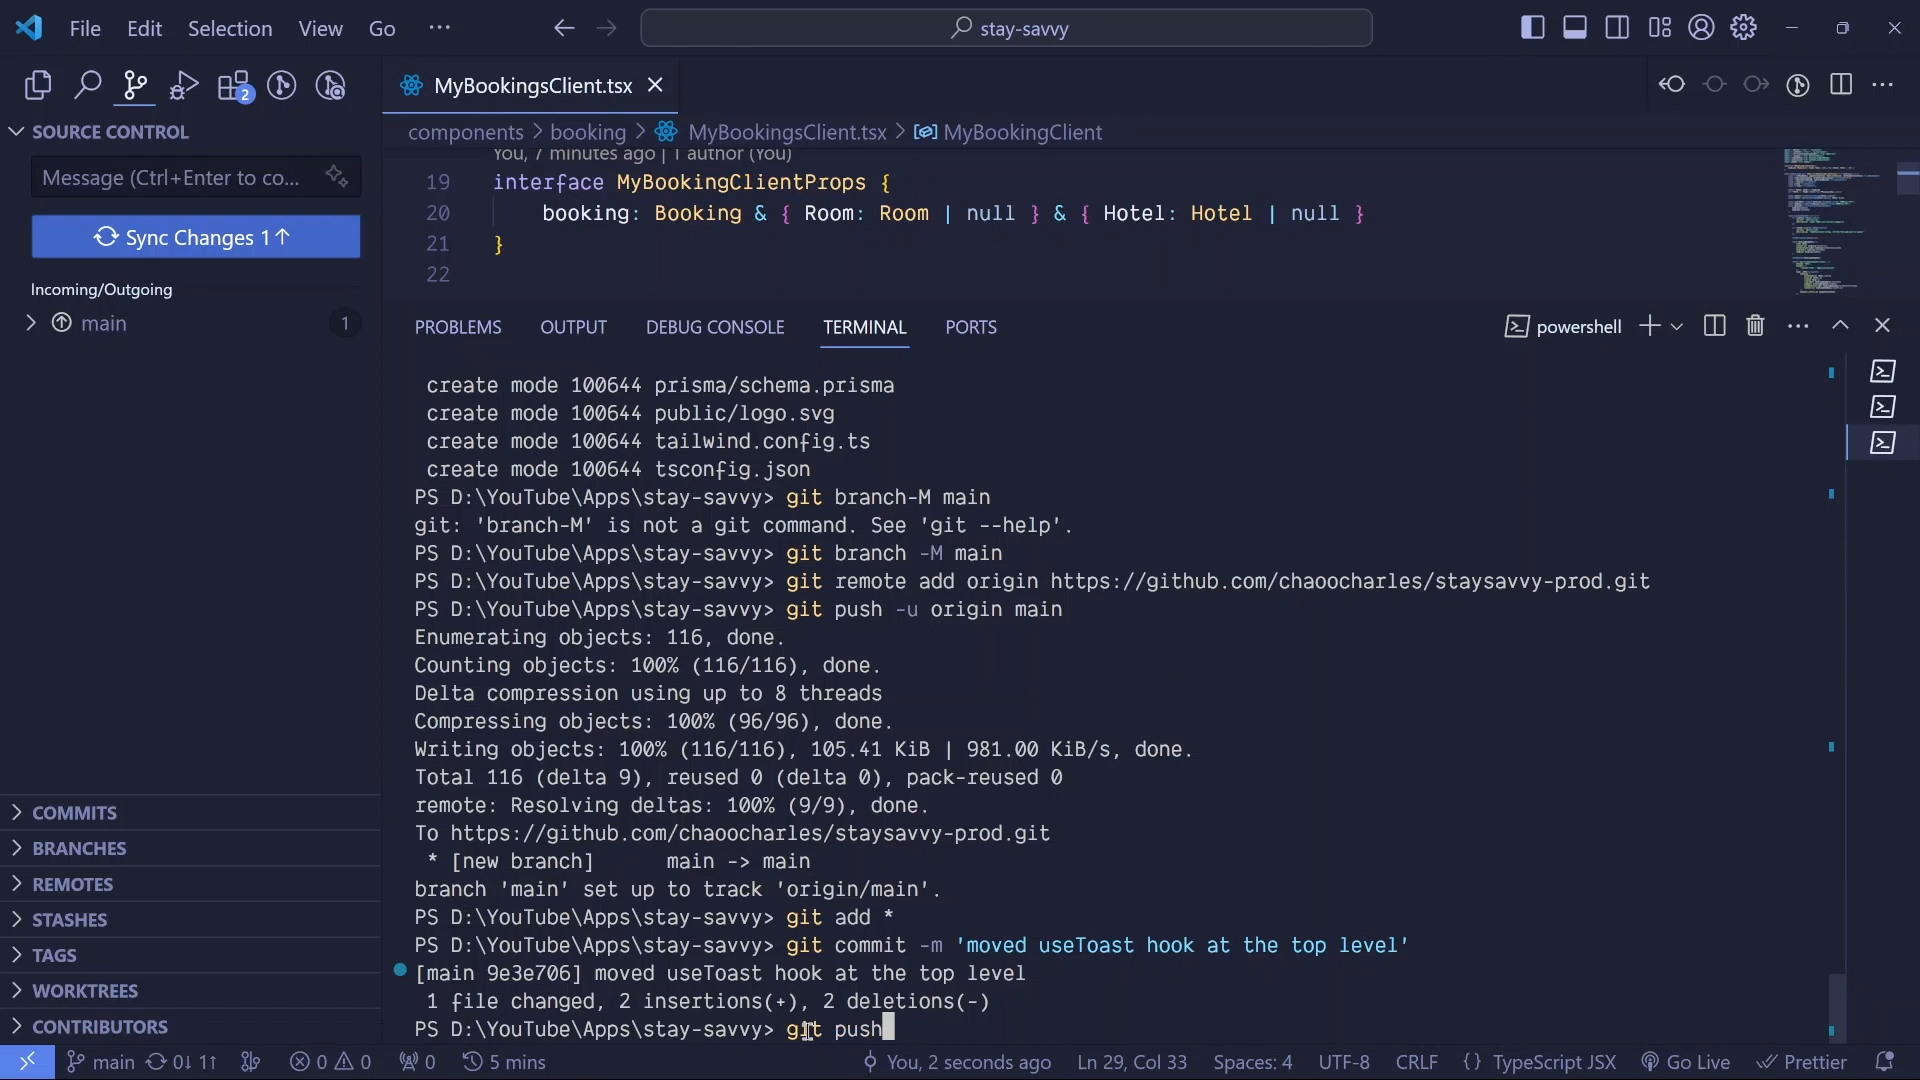 File Edit Selection View Go ...
stay-savvy
2
MyBookingsClient.tsx
SOURCE CONTROL
components > booking > MyBookingsClient.tsx > MyBookingClient
Message (Ctrl+Enter to co...
Sync Changes 1↑
Incoming/Outgoing
main 1
You, 7 minutes ago | 1 author (You)
19 interface MyBookingClientProps {
20 booking: Booking & { Room: Room | null } & { Hotel: Hotel | null }
21 }
22
PROBLEMS OUTPUT DEBUG CONSOLE TERMINAL PORTS
powershell
create mode 100644 prisma/schema.prisma
create mode 100644 public/logo.svg
create mode 100644 tailwind.config.ts
create mode 100644 tsconfig.json
PS D:\YouTube\Apps\stay-savvy> git branch-M main
git: 'branch-M' is not a git command. See 'git --help'.
PS D:\YouTube\Apps\stay-savvy> git branch -M main
PS D:\YouTube\Apps\stay-savvy> git remote add origin https://github.com/chaoocharles/staysavvy-prod.git
PS D:\YouTube\Apps\stay-savvy> git push -u origin main
Enumerating objects: 116, done.
Counting objects: 100% (116/116), done.
Delta compression using up to 8 threads
Compressing objects: 100% (96/96), done.
Writing objects: 100% (116/116), 105.41 KiB | 981.00 KiB/s, done.
Total 116 (delta 9), reused 0 (delta 0), pack-reused 0
remote: Resolving deltas: 100% (9/9), done.
To https://github.com/chaoocharles/staysavvy-prod.git
* [new branch] main -> main
branch 'main' set up to track 'origin/main'.
PS D:\YouTube\Apps\stay-savvy> git add *
PS D:\YouTube\Apps\stay-savvy> git commit -m 'moved useToast hook at the top level'
[main 9e3e706] moved useToast hook at the top level
1 file changed, 2 insertions(+), 2 deletions(-)
PS D:\YouTube\Apps\stay-savvy> git push
COMMITS
BRANCHES
REMOTES
STASHES
TAGS
WORKTREES
CONTRIBUTORS
main 0↓ 1↑ 0 0 0 5 mins You, 2 seconds ago Ln 29, Col 33 Spaces: 4 UTF-8 CRLF {} TypeScript JSX Go Live Prettier